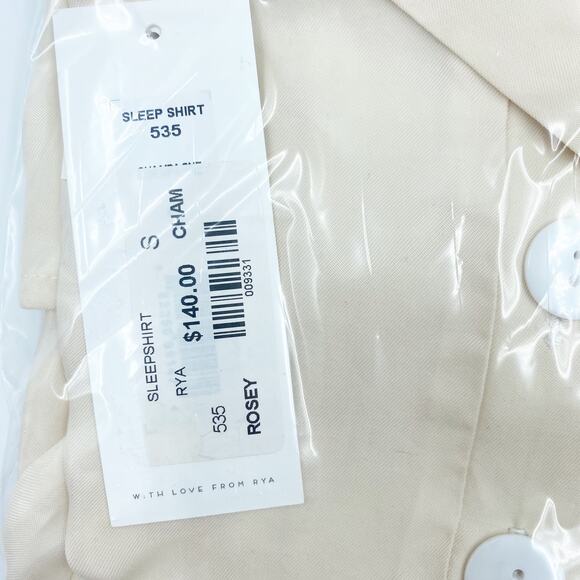 SLEEP SHIRT
535
SLEEPSHIRT
S
RYA
CHAM
$140.00
535
009331
ROSEY
WITH LOVE FROM RYA